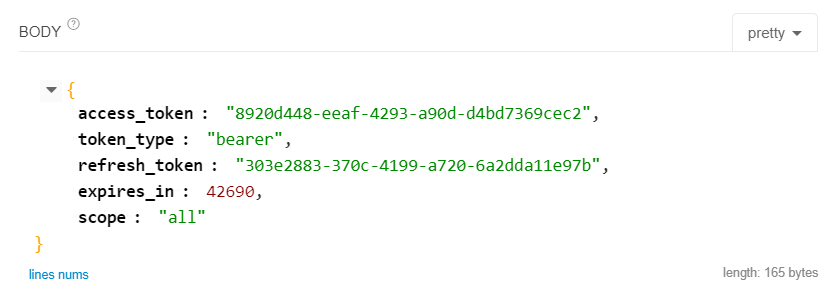 BODY ?
pretty
{
access_token : "8920d448-eeaf-4293-a90d-d4bd7369cec2",
token_type : "bearer",
refresh_token : "303e2883-370c-4199-a720-6a2dda11e97b",
expires_in : 42690,
scope : "all"
}
lines nums
length: 165 bytes